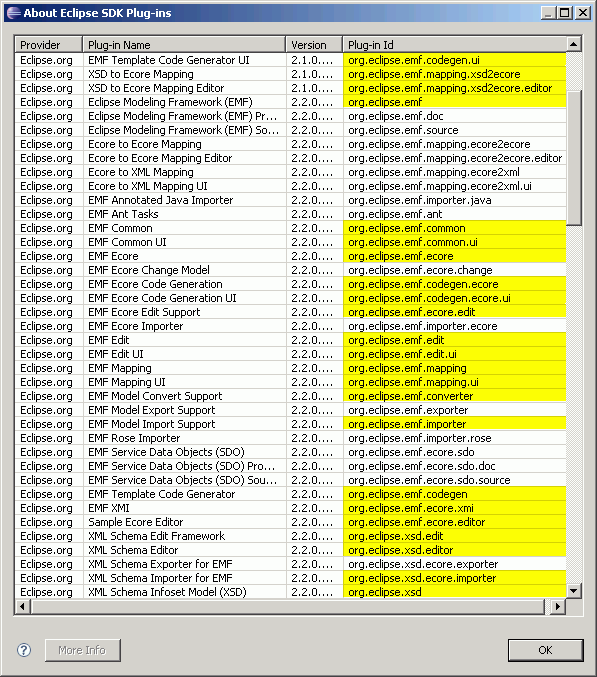 About Eclipse SDK Plug-ins
Provider Plug-in Name Version Plug-in Id
Eclipse.org EMF Template Code Generator UI 2.1.0.... org.eclipse.emf.codegen.ui
Eclipse.org XSD to Ecore Mapping 2.1.0.... org.eclipse.emf.mapping.xsd2ecore
Eclipse.org XSD to Ecore Mapping Editor 2.1.0.... org.eclipse.emf.mapping.xsd2ecore.editor
Eclipse.org Eclipse Modeling Framework (EMF) 2.2.0.... org.eclipse.emf
Eclipse.org Eclipse Modeling Framework (EMF) Pr... 2.2.0.... org.eclipse.emf.doc
Eclipse.org Eclipse Modeling Framework (EMF) So... 2.2.0.... org.eclipse.emf.source
Eclipse.org Ecore to Ecore Mapping 2.2.0.... org.eclipse.emf.mapping.ecore2ecore
Eclipse.org Ecore to Ecore Mapping Editor 2.2.0.... org.eclipse.emf.mapping.ecore2ecore.editor
Eclipse.org Ecore to XML Mapping 2.2.0.... org.eclipse.emf.mapping.ecore2xml
Eclipse.org Ecore to XML Mapping UI 2.2.0.... org.eclipse.emf.mapping.ecore2xml.ui
Eclipse.org EMF Annotated Java Importer 2.2.0.... org.eclipse.emf.importer.java
Eclipse.org EMF Ant Tasks 2.2.0.... org.eclipse.emf.ant
Eclipse.org EMF Common 2.2.0.... org.eclipse.emf.common
Eclipse.org EMF Common UI 2.2.0.... org.eclipse.emf.common.ui
Eclipse.org EMF Ecore 2.2.0.... org.eclipse.emf.ecore
Eclipse.org EMF Ecore Change Model 2.2.0.... org.eclipse.emf.ecore.change
Eclipse.org EMF Ecore Code Generation 2.2.0.... org.eclipse.emf.codegen.ecore
Eclipse.org EMF Ecore Code Generation UI 2.2.0.... org.eclipse.emf.codegen.ecore.ui
Eclipse.org EMF Ecore Edit Support 2.2.0.... org.eclipse.emf.ecore.edit
Eclipse.org EMF Ecore Importer 2.2.0.... org.eclipse.emf.importer.ecore
Eclipse.org EMF Edit 2.2.0.... org.eclipse.emf.edit
Eclipse.org EMF Edit UI 2.2.0.... org.eclipse.emf.edit.ui
Eclipse.org EMF Mapping 2.2.0.... org.eclipse.emf.mapping
Eclipse.org EMF Mapping UI 2.2.0.... org.eclipse.emf.mapping.ui
Eclipse.org EMF Model Convert Support 2.2.0.... org.eclipse.emf.converter
Eclipse.org EMF Model Export Support 2.2.0.... org.eclipse.emf.exporter
Eclipse.org EMF Model Import Support 2.2.0.... org.eclipse.emf.importer
Eclipse.org EMF Rose Importer 2.2.0.... org.eclipse.emf.importer.rose
Eclipse.org EMF Service Data Objects (SDO) 2.2.0.... org.eclipse.emf.ecore.sdo
Eclipse.org EMF Service Data Objects (SDO) Pro... 2.2.0.... org.eclipse.emf.ecore.sdo.doc
Eclipse.org EMF Service Data Objects (SDO) Sou... 2.2.0.... org.eclipse.emf.ecore.sdo.source
Eclipse.org EMF Template Code Generator 2.2.0.... org.eclipse.emf.codegen
Eclipse.org EMF XMI 2.2.0.... org.eclipse.emf.ecore.xmi
Eclipse.org Sample Ecore Editor 2.2.0.... org.eclipse.emf.ecore.editor
Eclipse.org XML Schema Edit Framework 2.2.0.... org.eclipse.xsd.edit
Eclipse.org XML Schema Editor 2.2.0.... org.eclipse.xsd.editor
Eclipse.org XML Schema Exporter for EMF 2.2.0.... org.eclipse.xsd.ecore.exporter
Eclipse.org XML Schema Importer for EMF 2.2.0.... org.eclipse.xsd.ecore.importer
Eclipse.org XML Schema Infoset Model (XSD) 2.2.0.... org.eclipse.xsd
? More Info OK